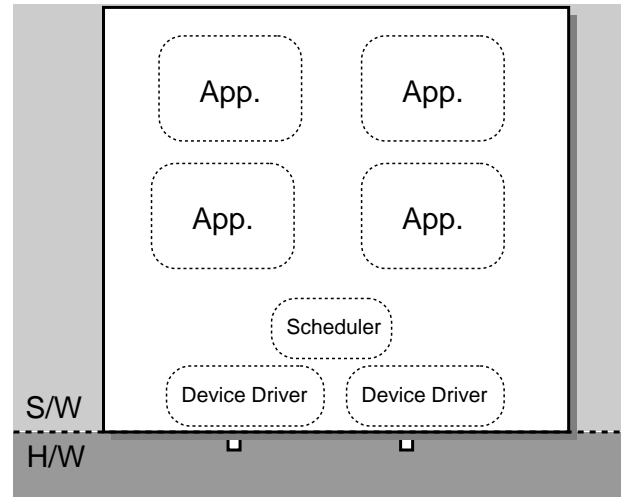 App.
App.
App.
App.
Scheduler
Device Driver
Device Driver
S/W
H/W